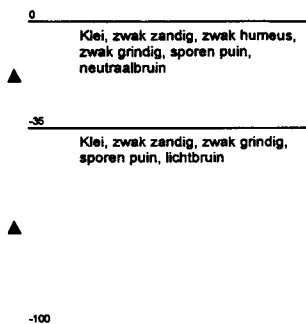 0
Klei, zwak zandig, zwak humeus,
zwak grindig, sporen puin,
neutraalbruin
-35
Klei, zwak zandig, zwak grindig,
sporen puin, lichtbruin
-100